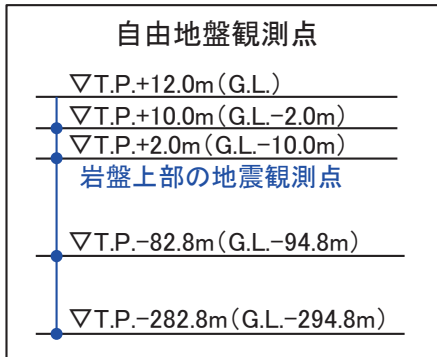 自由地盤観測点
▽T.P.+12.0m(G.L.)
▽T.P.+10.0m(G.L.-2.0m)
▽T.P.+2.0m(G.L.-10.0m)
岩盤上部の地震観測点
▽T.P.-82.8m(G.L.-94.8m)
▽T.P.-282.8m(G.L.-294.8m)